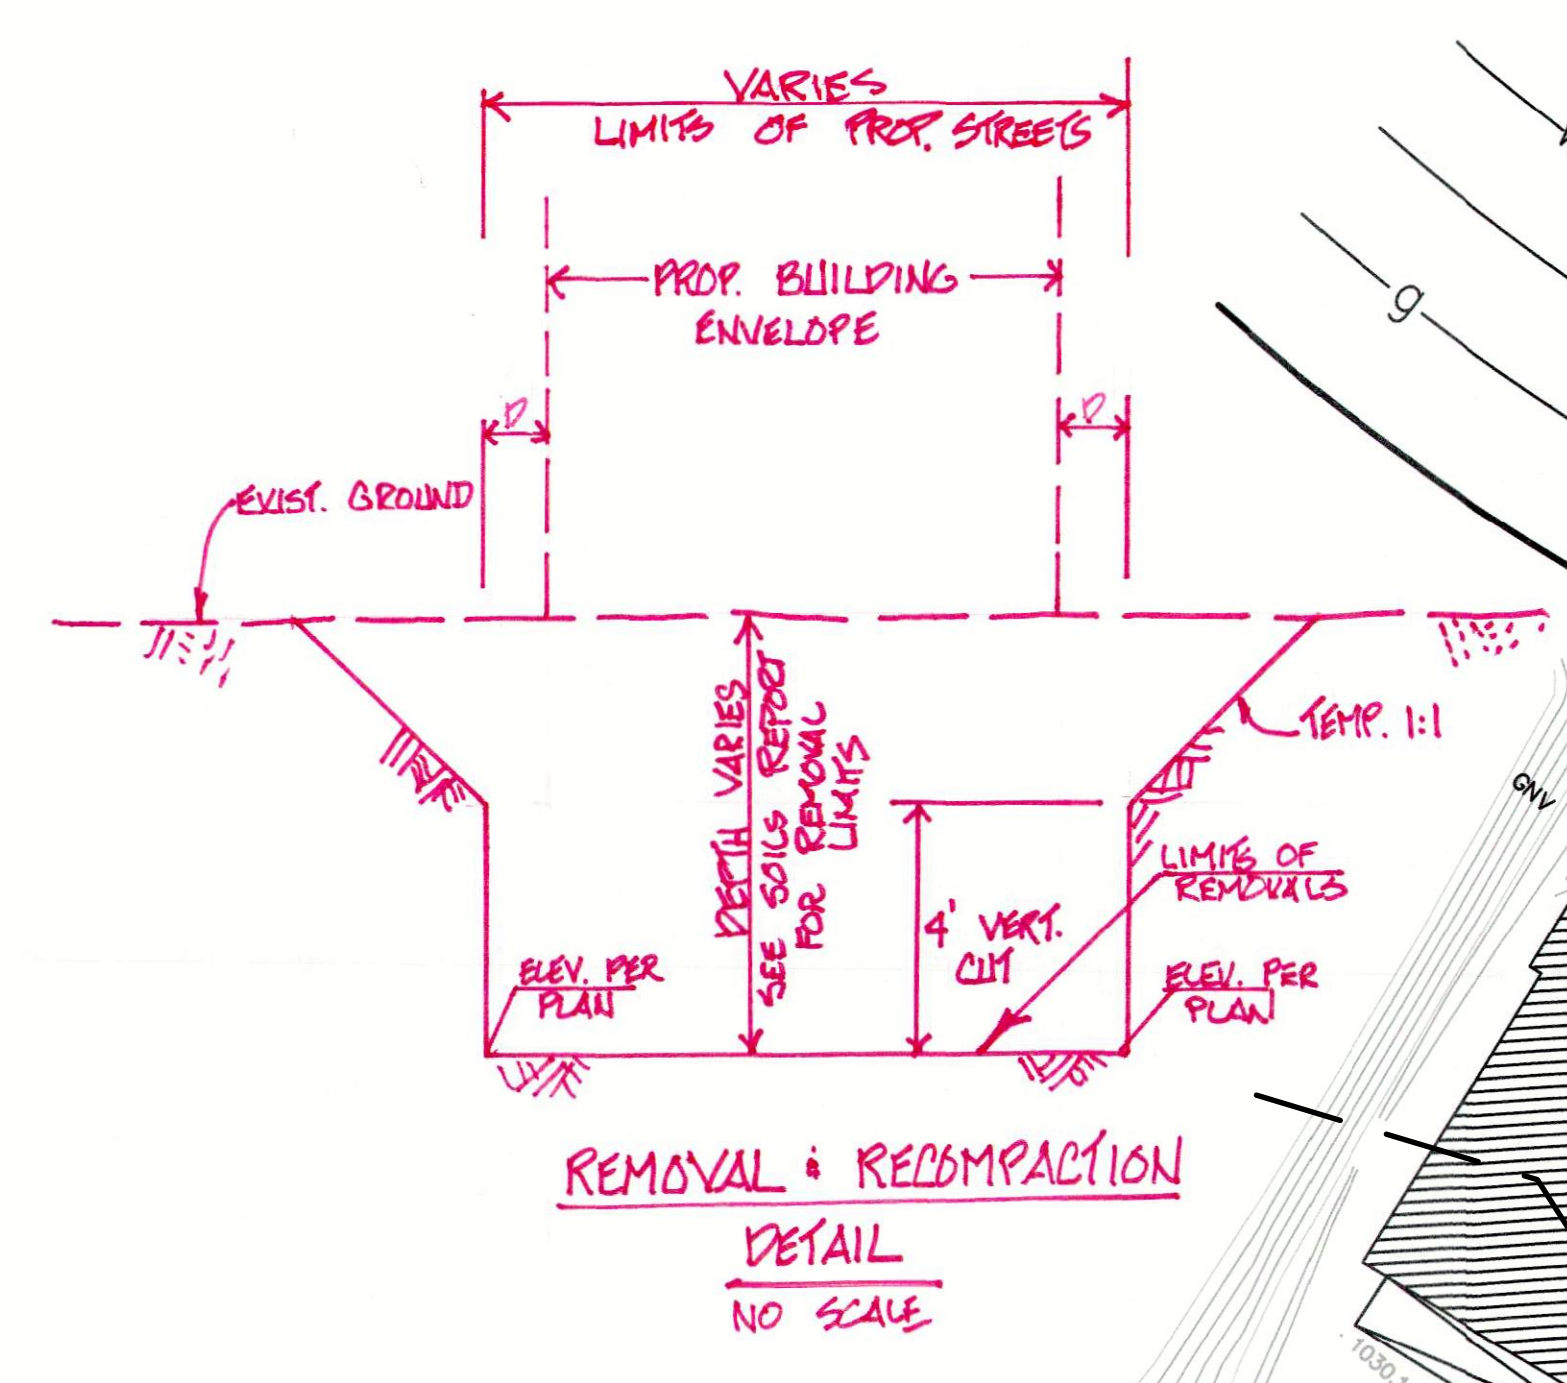 VARIES
LIMITS OF PROP. STREETS
PROP. BUILDING
ENVELOPE
D
D
EXIST. GROUND
DEPTH VARIES
SEE SOILS REPORT
FOR REMOVAL
LIMITS
TEMP. 1:1
GNV
LIMITS OF
REMOVALS
4' VERT.
CUT
ELEV. PER
PLAN
ELEV. PER
PLAN
REMOVAL & RECOMPACTION
DETAIL
NO SCALE
g